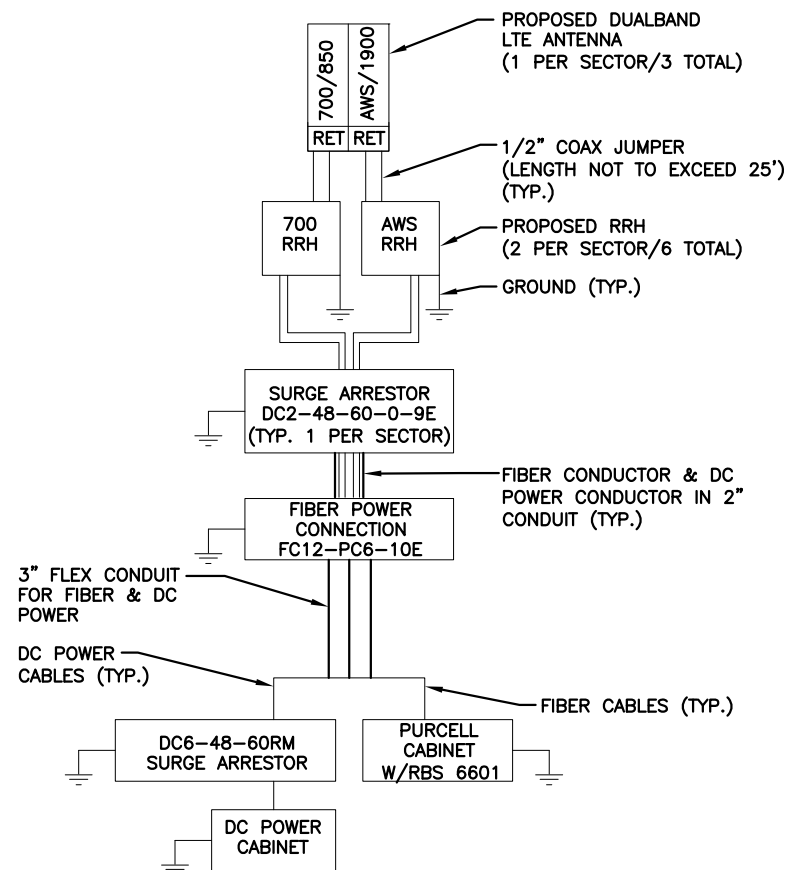 PROPOSED DUALBAND
LTE ANTENNA
(1 PER SECTOR/3 TOTAL)
700/850
AWS/1900
RET RET
1/2" COAX JUMPER
(LENGTH NOT TO EXCEED 25')
(TYP.)
700
RRH
AWS
RRH
PROPOSED RRH
(2 PER SECTOR/6 TOTAL)
GROUND (TYP.)
SURGE ARRESTOR
DC2-48-60-0-9E
(TYP. 1 PER SECTOR)
FIBER CONDUCTOR & DC
POWER CONDUCTOR IN 2"
CONDUIT (TYP.)
FIBER POWER
CONNECTION
FC12-PC6-10E
3" FLEX CONDUIT
FOR FIBER & DC
POWER
DC POWER
CABLES (TYP.)
FIBER CABLES (TYP.)
DC6-48-60RM
SURGE ARRESTOR
PURCELL
CABINET
W/RBS 6601
DC POWER
CABINET